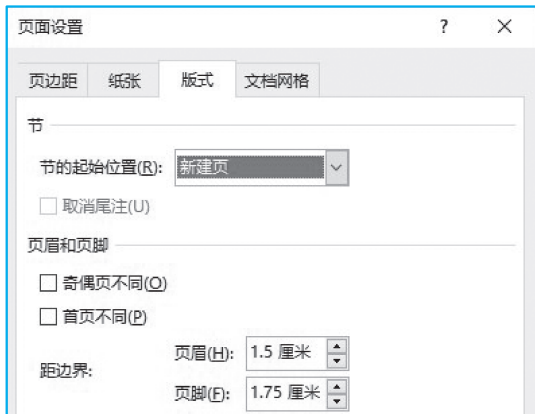 页面设置 ? ×
页边距 纸张 版式 文档网格
节
节的起始位置(R): 新建页
取消尾注(U)
页眉和页脚
奇偶页不同(O)
首页不同(P)
页眉(H): 1.5 厘米
距边界:
页脚(F): 1.75 厘米